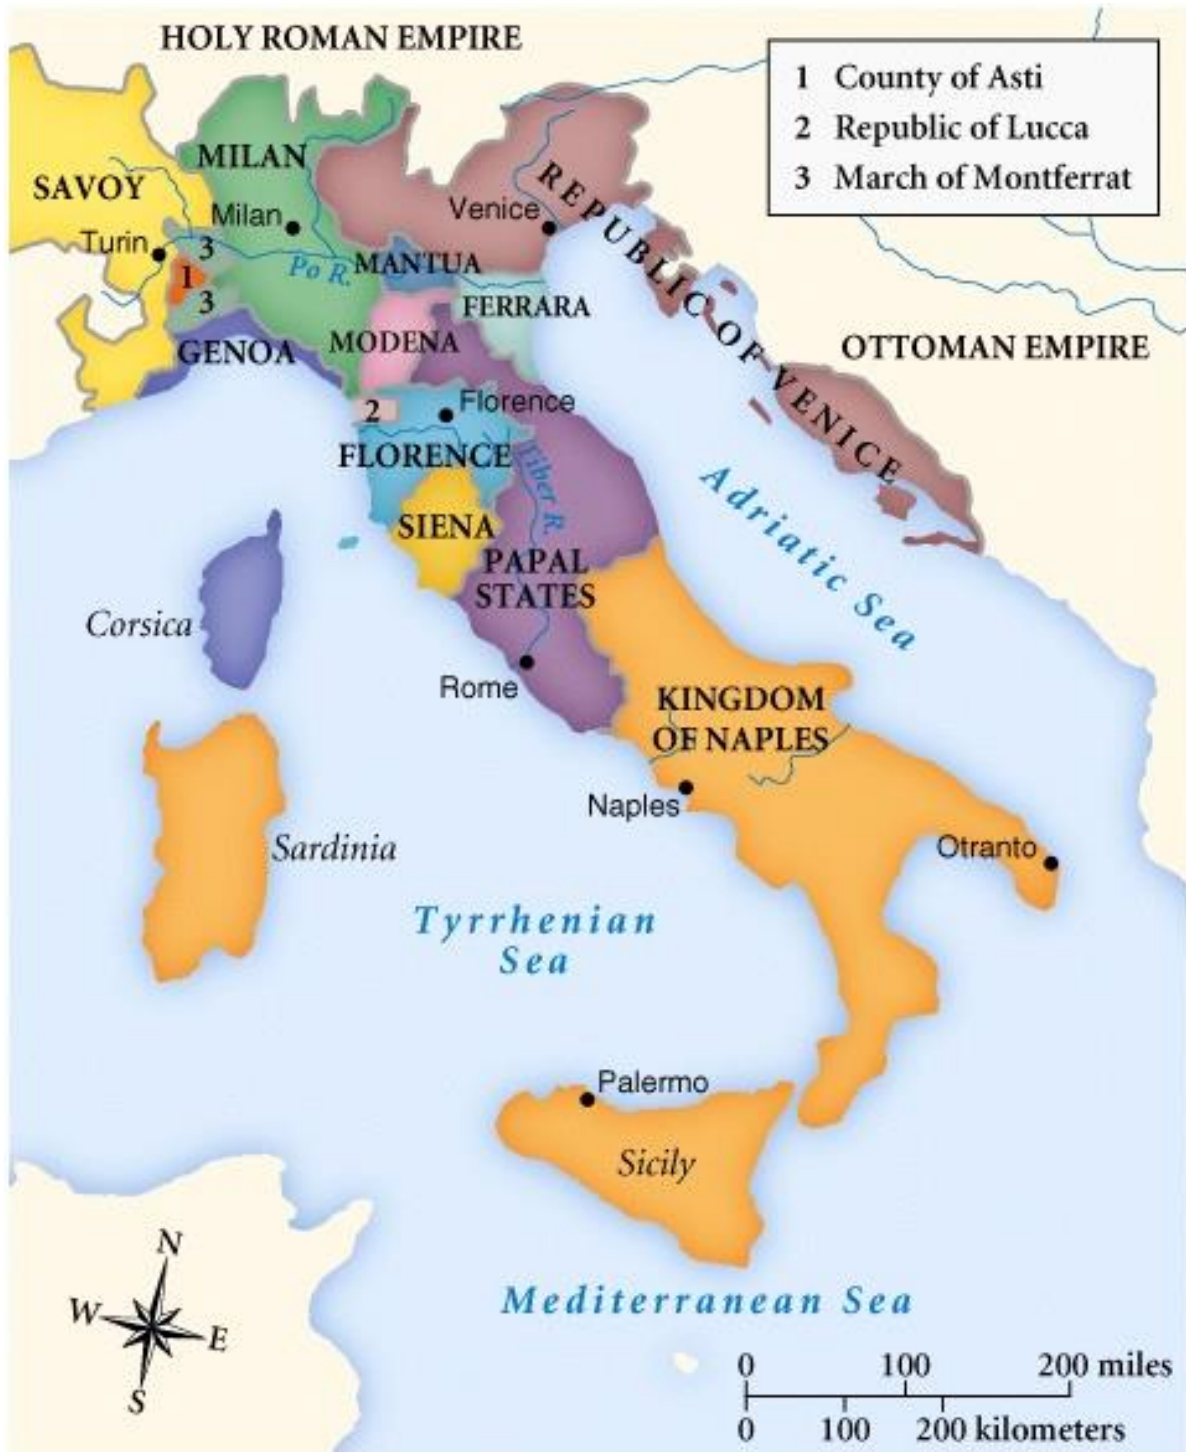 HOLY ROMAN EMPIRE
1 County of Asti
2 Republic of Lucca
3 March of Montferrat
MILAN
SAVOY
Milan
Venice
REPUBLIC OF VENICE
Turin
3
Po R.
MANTUA
1
3
FERRARA
GENOA
MODENA
OTTOMAN EMPIRE
2
Florence
FLORENCE
Tiber R.
SIENA
Adriatic Sea
PAPAL
STATES
Corsica
Rome
KINGDOM
OF NAPLES
Naples
Sardinia
Otranto
Tyrrhenian
Sea
Palermo
Sicily
N
W
E
S
Mediterranean Sea
0 100 200 miles
0 100 200 kilometers